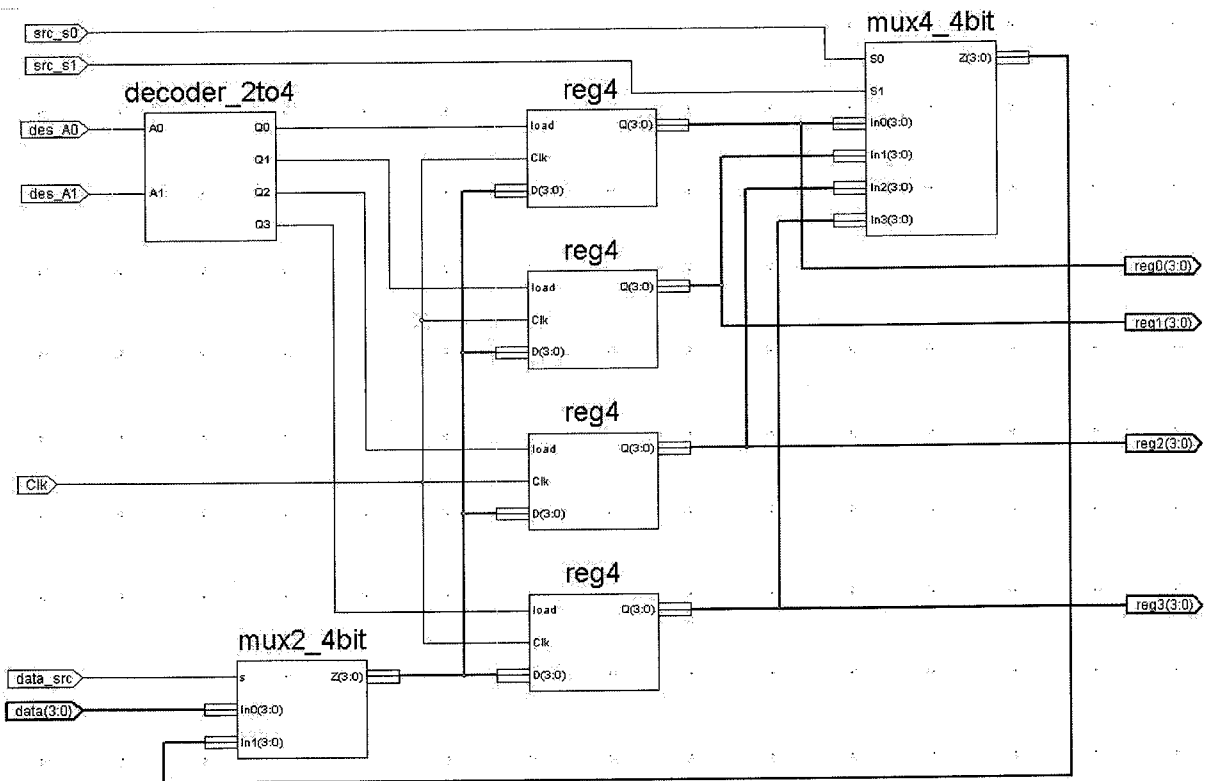 src_s0
src_s1
des_A0
des_A1
Clk
data_src
data(3:0)
decoder_2to4
A0
A1
Q0
Q1
Q2
Q3
mux2_4bit
s
In0(3:0)
In1(3:0)
Z(3:0)
reg4
load
Clk
D(3:0)
Q(3:0)
reg4
load
Clk
D(3:0)
Q(3:0)
reg4
load
Clk
D(3:0)
Q(3:0)
reg4
load
Clk
D(3:0)
Q(3:0)
mux4_4bit
S0
S1
In0(3:0)
In1(3:0)
In2(3:0)
In3(3:0)
Z(3:0)
reg0(3:0)
reg1(3:0)
reg2(3:0)
reg3(3:0)